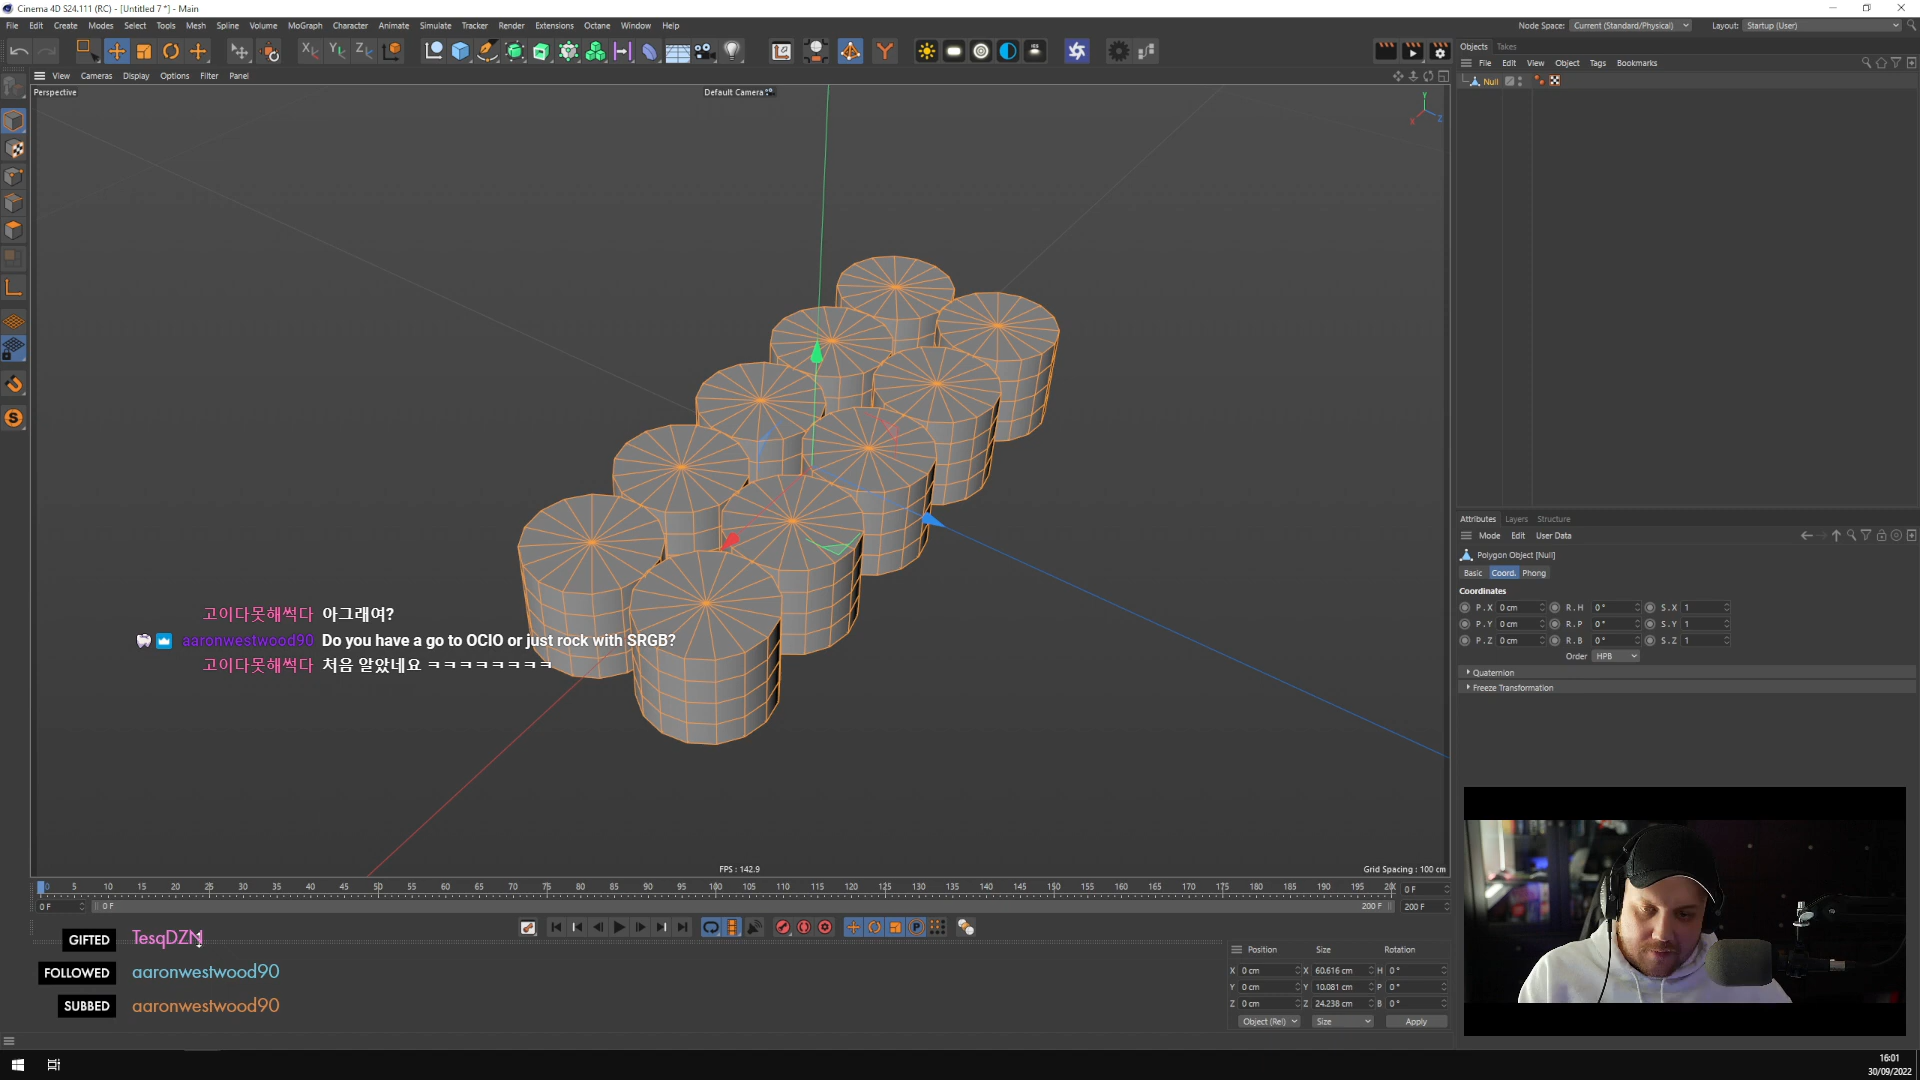 Cinema 4D S24.111 (RC) - [Untitled 7 *] - Main
File Edit Create Modes Select Tools Mesh Spline Volume MoGraph Character Animate Simulate Tracker Render Extensions Octane Window Help
Node Space: Current (Standard/Physical) Layout: Startup (User)
Objects Takes
View Cameras Display Options Filter Panel
File Edit View Object Tags Bookmarks
Perspective
Default Camera
Null
Y
X Z
고이다못해썩다 아그래여?
aaronwestwood90 Do you have a go to OCIO or just rock with SRGB?
고이다못해썩다 처음 알았네요 ㅋㅋㅋㅋㅋㅋㅋㅋ
FPS : 142.9
Grid Spacing : 100 cm
Attributes Layers Structure
Mode Edit User Data
Polygon Object [Null]
Basic Coord. Phong
Coordinates
P . X 0 cm R . H 0 ° S . X 1
P . Y 0 cm R . P 0 ° S . Y 1
P . Z 0 cm R . B 0 ° S . Z 1
Order HPB
Quaternion
Freeze Transformation
0 5 10 15 20 25 30 35 40 45 50 55 60 65 70 75 80 85 90 95 100 105 110 115 120 125 130 135 140 145 150 155 160 165 170 175 180 185 190 195 200 0 F
0 F 0 F 200 F 200 F
GIFTED TesqDZN
FOLLOWED aaronwestwood90
SUBBED aaronwestwood90
Position Size Rotation
X 0 cm X 60.616 cm H 0 °
Y 0 cm Y 10.081 cm P 0 °
Z 0 cm Z 24.238 cm B 0 °
Object (Rel) Size Apply
16:01
30/09/2022